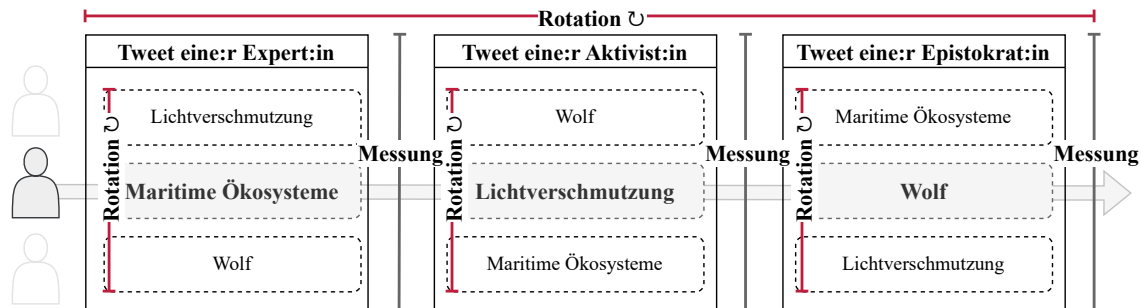 Rotation ↻
Tweet eine:r Expert:in
Tweet eine:r Aktivist:in
Tweet eine:r Epistokrat:in
Rotation ↻
Lichtverschmutzung
Maritime Ökosysteme
Wolf
Messung
Rotation ↻
Wolf
Lichtverschmutzung
Maritime Ökosysteme
Messung
Rotation ↻
Maritime Ökosysteme
Wolf
Lichtverschmutzung
Messung